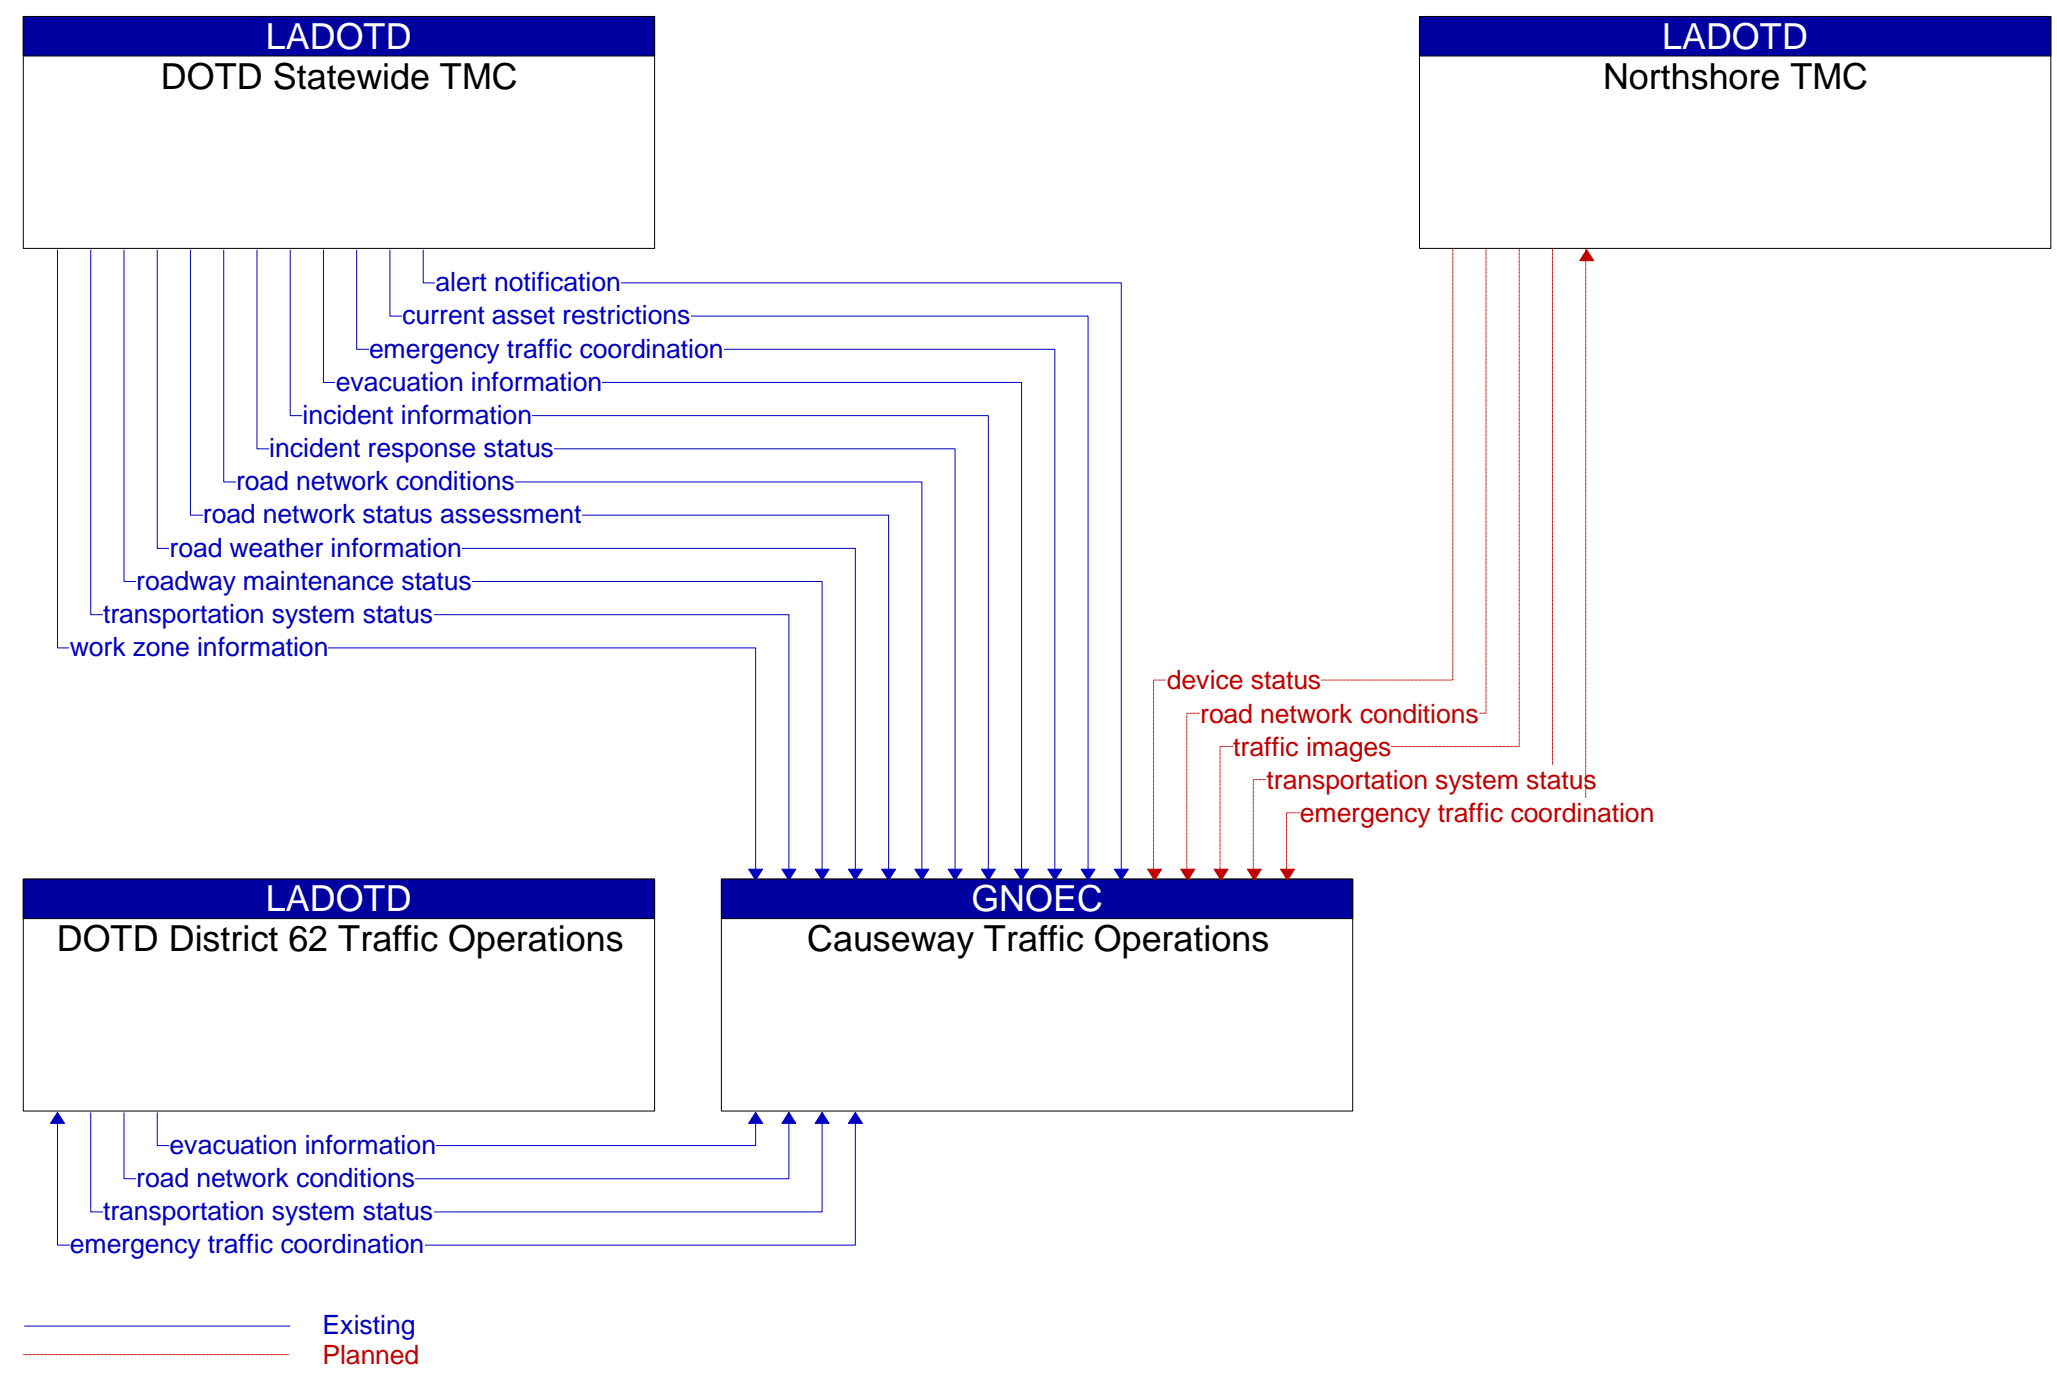 LADOTD
DOTD Statewide TMC
LADOTD
Northshore TMC
alert notification
current asset restrictions
emergency traffic coordination
evacuation information
incident information
incident response status
road network conditions
road network status assessment
road weather information
roadway maintenance status
transportation system status
work zone information
device status
road network conditions
traffic images
transportation system status
emergency traffic coordination
LADOTD
DOTD District 62 Traffic Operations
GNOEC
Causeway Traffic Operations
evacuation information
road network conditions
transportation system status
emergency traffic coordination
Existing
Planned